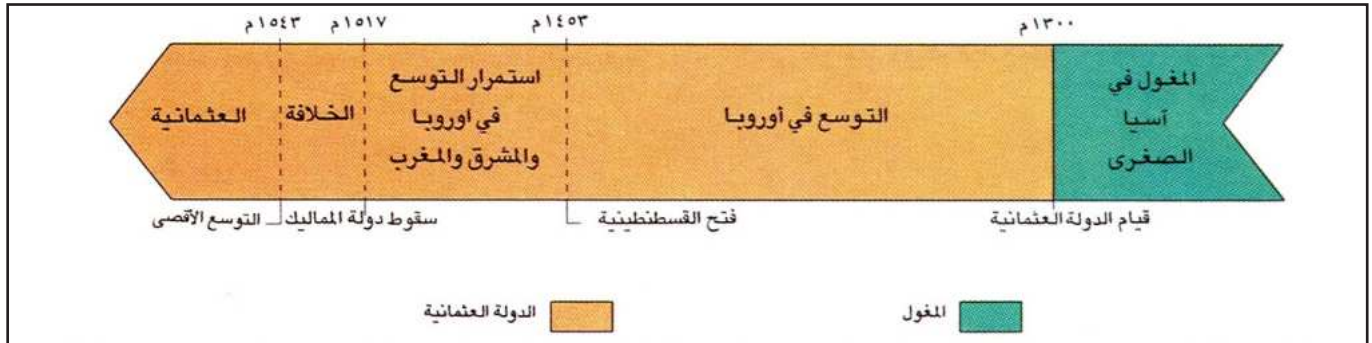 ١٣٠٠م
١٤٥٣م
١٥١٧م
١٥٤٣م
المغول في
آسيا
الصغرى
التوسع في أوروبا
استمرار التوسع
في اوروبا
والمشرق والمغرب
الخلافة
العثمانية
قيام الدولة العثمانية
فتح القسطنطينية
سقوط دولة المماليك
التوسع الأقصى
المغول
الدولة العثمانية